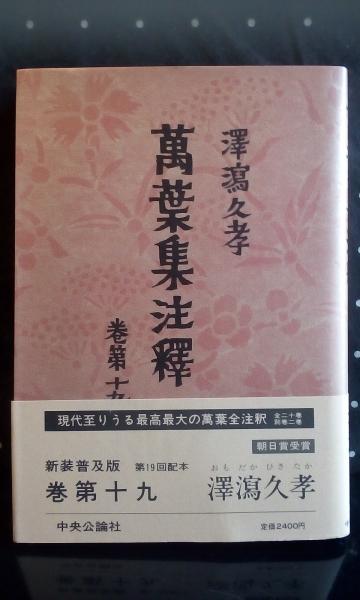 澤瀉久孝
萬葉集注釋
卷第十九
現代至りうる最高最大の萬葉全注釈 全二十巻
別巻二巻
朝日賞受賞
新装普及版 第19回配本
おも だか ひさ たか
巻第十九 澤瀉久孝
中央公論社 定価2400円